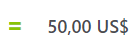 = 50,00 US$